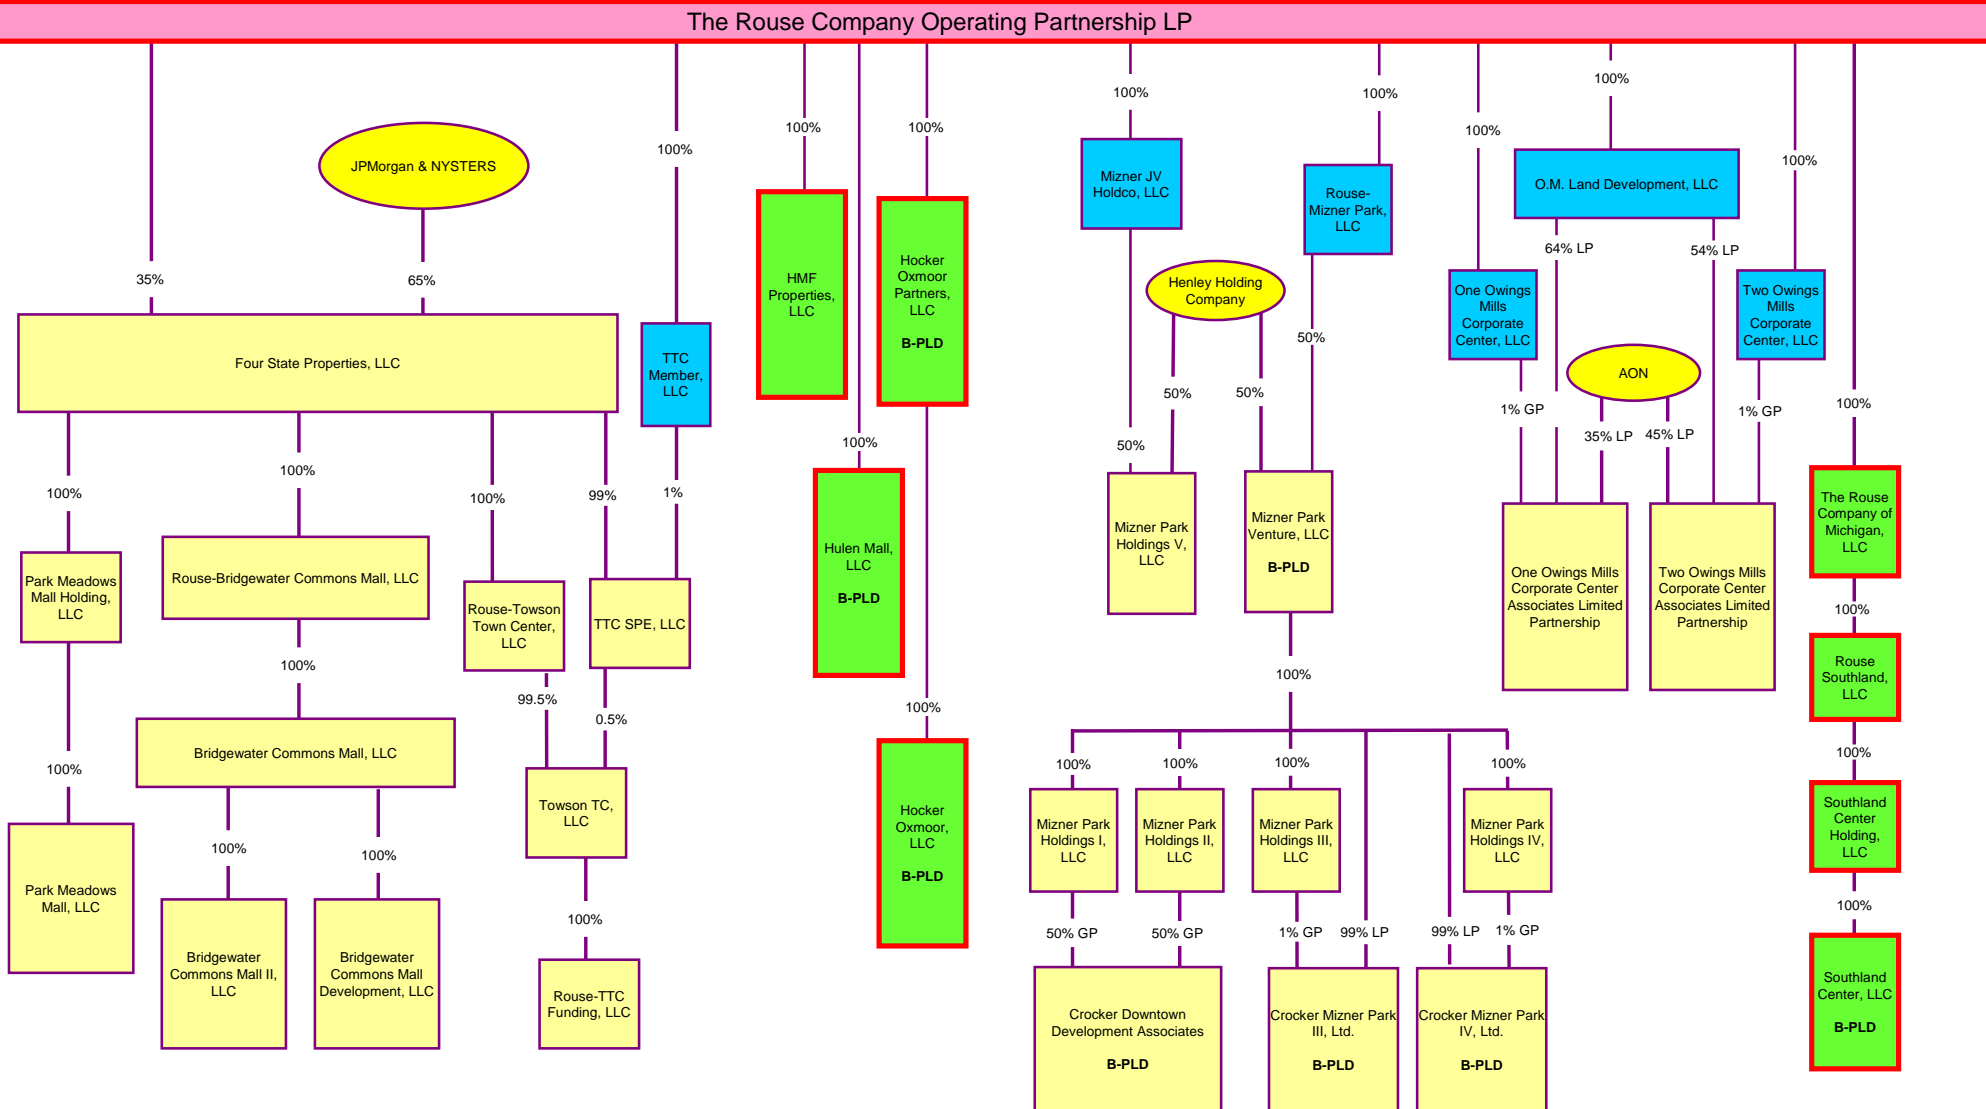 The Rouse Company Operating Partnership LP
100%
100%
100%
100%
100%
100%
100%
100%
100%
100%
JPMorgan & NYSTERS
35%
65%
Four State Properties, LLC
TTC
Member,
LLC
100%
100%
100%
99%
1%
Park Meadows
Mall Holding,
LLC
Rouse-Bridgewater Commons Mall, LLC
Rouse-Towson
Town Center,
LLC
TTC SPE, LLC
100%
99.5%
0.5%
100%
Bridgewater Commons Mall, LLC
Towson TC,
LLC
Park Meadows
Mall, LLC
100%
100%
100%
Bridgewater
Commons Mall II,
LLC
Bridgewater
Commons Mall
Development, LLC
Rouse-TTC
Funding, LLC
HMF
Properties,
LLC
Hocker
Oxmoor
Partners,
LLC
B-PLD
100%
Hulen Mall,
LLC
B-PLD
100%
Hocker
Oxmoor,
LLC
B-PLD
Mizner JV
Holdco, LLC
Rouse-
Mizner Park,
LLC
Henley Holding
Company
50%
50%
50%
50%
Mizner Park
Holdings V,
LLC
Mizner Park
Venture, LLC
B-PLD
100%
100%
100%
100%
100%
Mizner Park
Holdings I,
LLC
Mizner Park
Holdings II,
LLC
Mizner Park
Holdings III,
LLC
Mizner Park
Holdings IV,
LLC
50% GP
50% GP
1% GP
99% LP
99% LP
1% GP
Crocker Downtown
Development Associates
B-PLD
Crocker Mizner Park
III, Ltd.
B-PLD
Crocker Mizner Park
IV, Ltd.
B-PLD
O.M. Land Development, LLC
64% LP
54% LP
One Owings
Mills
Corporate
Center, LLC
Two Owings
Mills
Corporate
Center, LLC
AON
1% GP
35% LP
45% LP
1% GP
One Owings Mills
Corporate Center
Associates Limited
Partnership
Two Owings Mills
Corporate Center
Associates Limited
Partnership
The Rouse
Company of
Michigan,
LLC
100%
Rouse
Southland,
LLC
100%
Southland
Center
Holding,
LLC
100%
Southland
Center, LLC
B-PLD